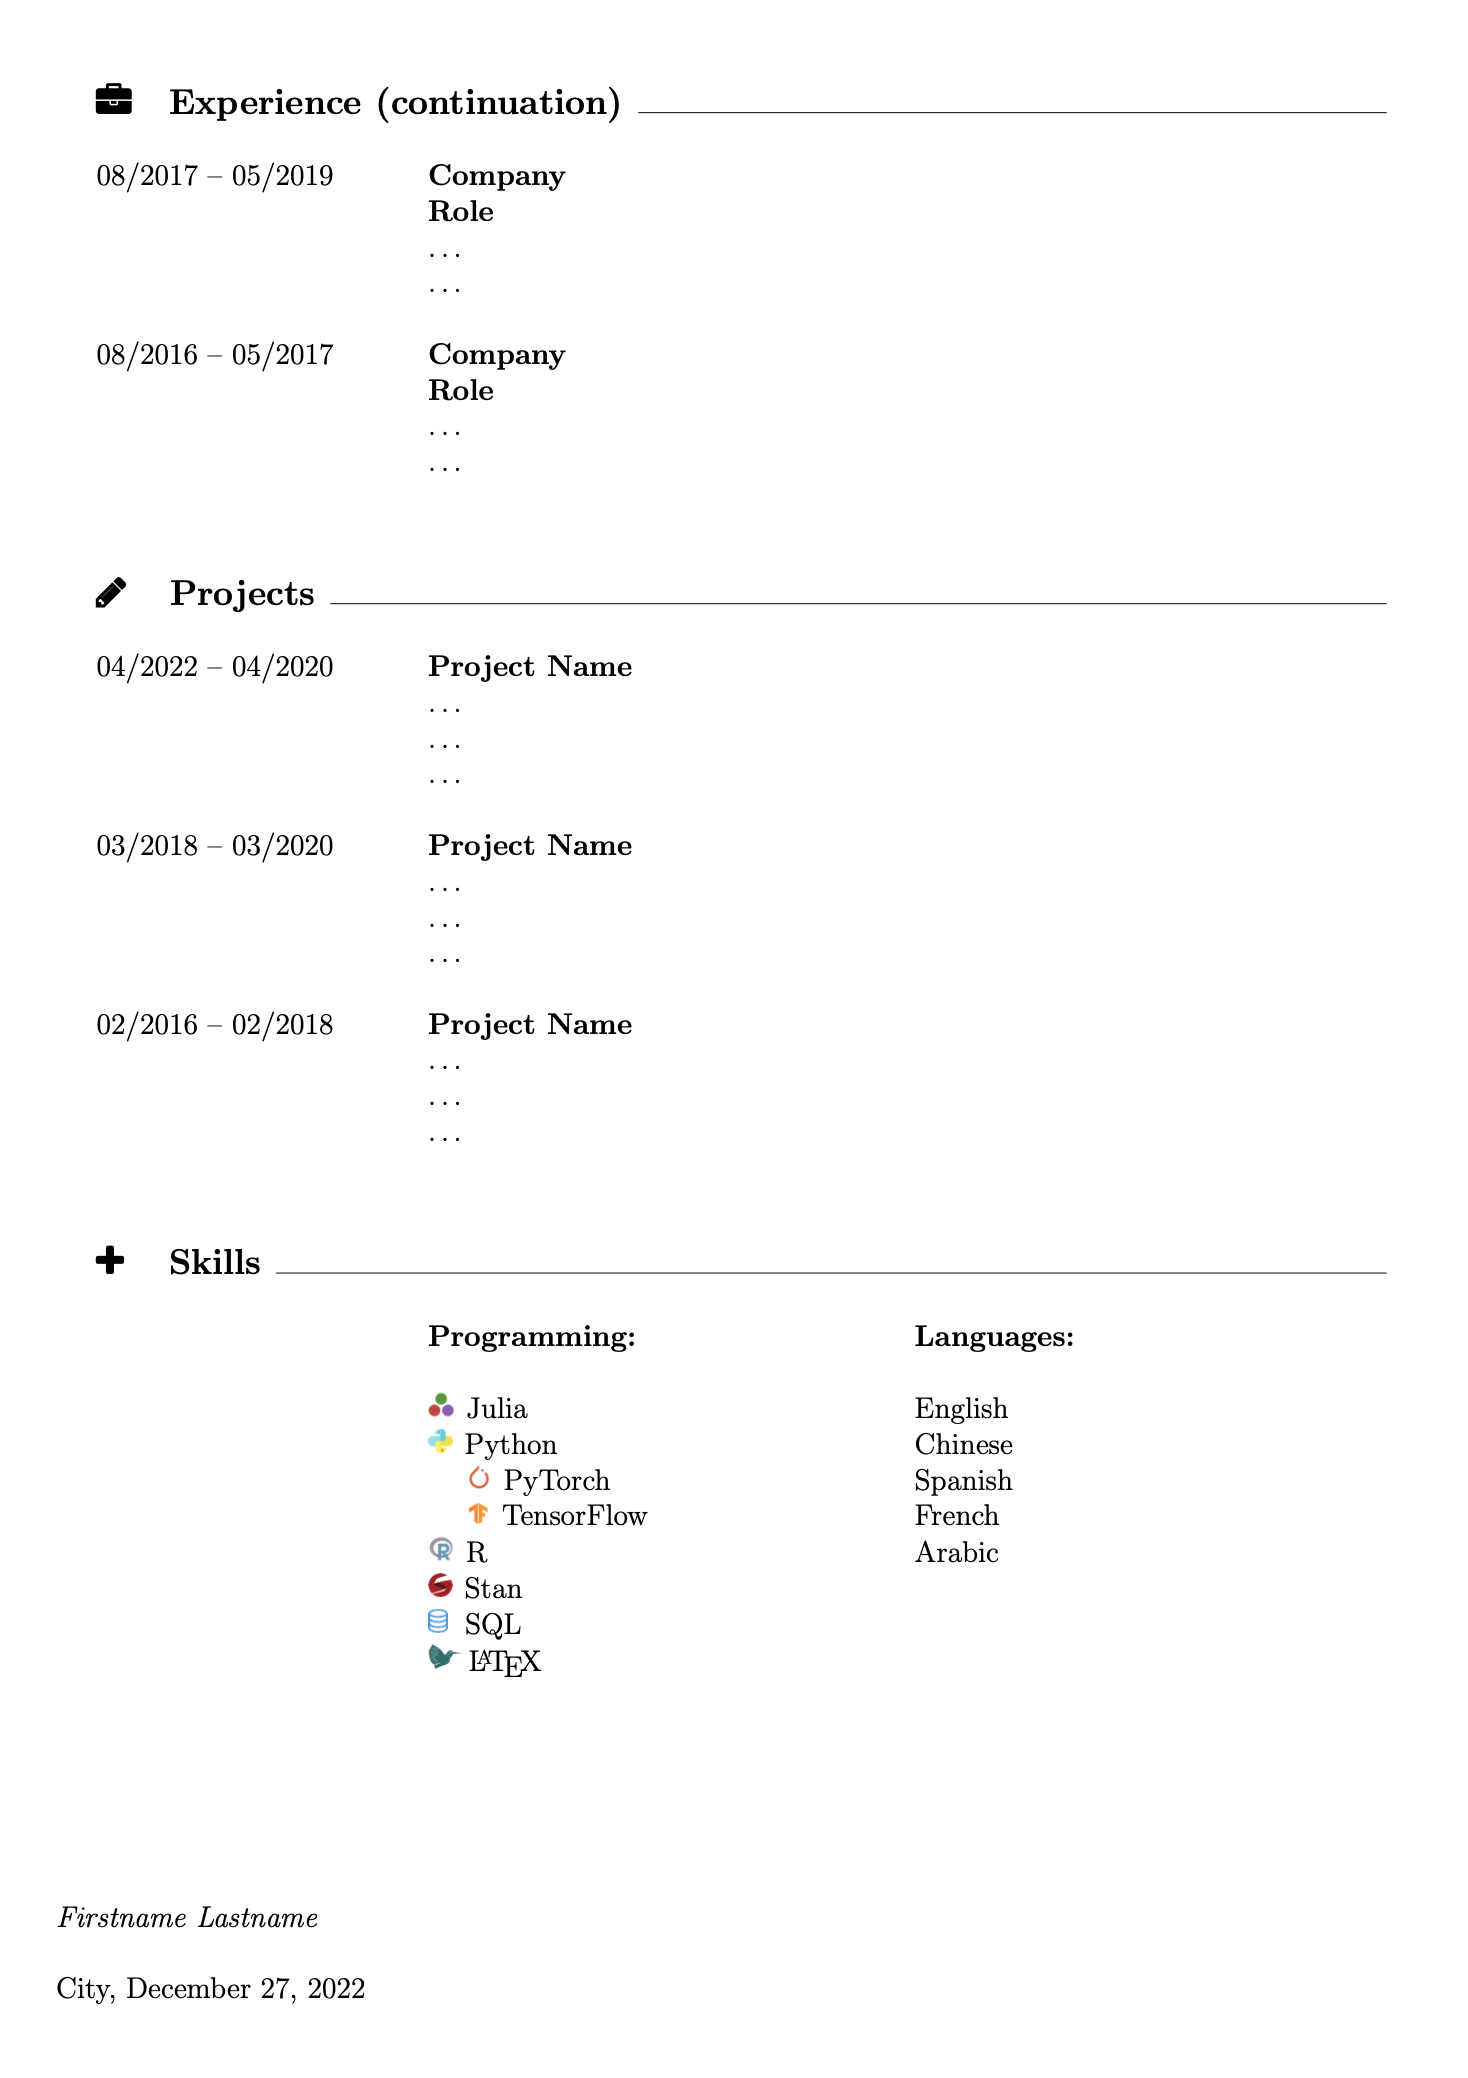 Experience (continuation)
08/2017 – 05/2019 Company
Role
...
...
08/2016 – 05/2017 Company
Role
...
...
Projects
04/2022 – 04/2020 Project Name
...
...
...
03/2018 – 03/2020 Project Name
...
...
...
02/2016 – 02/2018 Project Name
...
...
...
Skills
Programming:
Julia
Python
PyTorch
TensorFlow
R
Stan
SQL
LATEX
Languages:
English
Chinese
Spanish
French
Arabic
Firstname Lastname
City, December 27, 2022